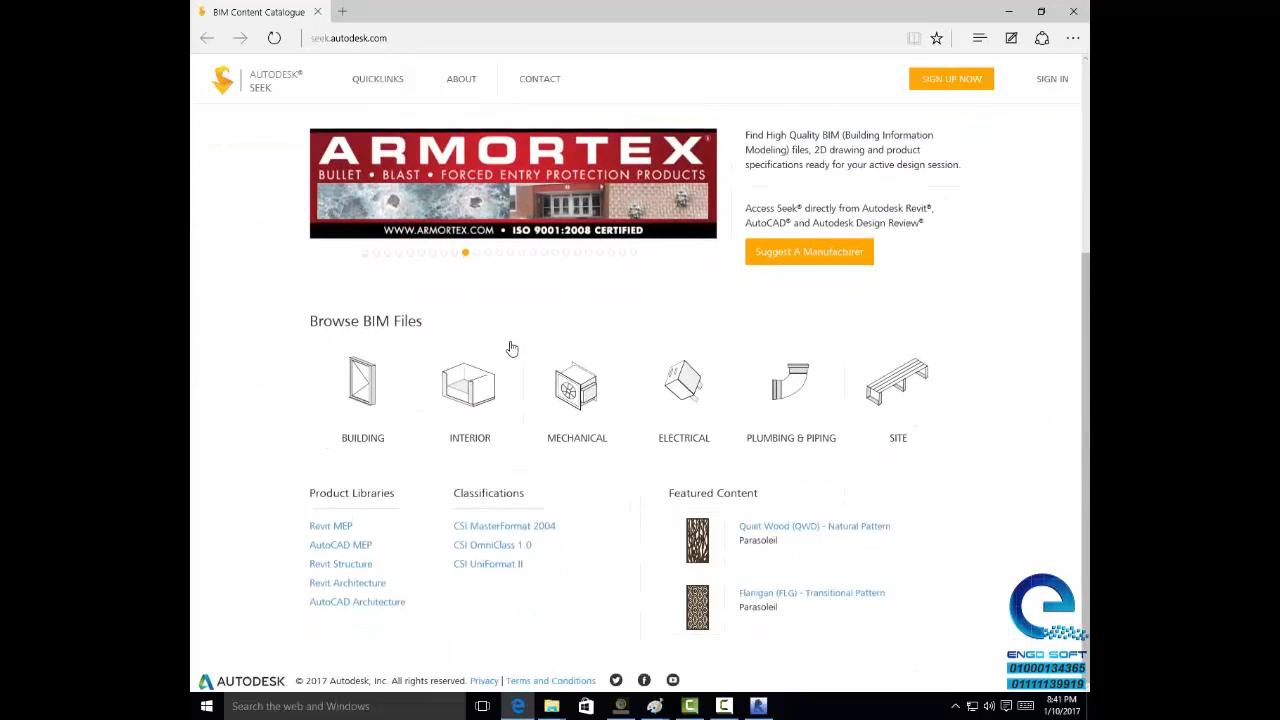 BIM Content Catalogue
seek.autodesk.com
AUTODESK®
SEEK
QUICKLINKS
ABOUT
CONTACT
SIGN UP NOW
SIGN IN
ARMORTEX®
BULLET • BLAST • FORCED ENTRY PROTECTION PRODUCTS
WWW.ARMORTEX.COM • ISO 9001:2008 CERTIFIED
Find High Quality BIM (Building Information
Modeling) files, 2D drawing and product
specifications ready for your active design session.
Access Seek® directly from Autodesk Revit®,
AutoCAD® and Autodesk Design Review®
Suggest A Manufacturer
Browse BIM Files
BUILDING
INTERIOR
MECHANICAL
ELECTRICAL
PLUMBING & PIPING
SITE
Product Libraries
Revit MEP
AutoCAD MEP
Revit Structure
Revit Architecture
AutoCAD Architecture
Classifications
CSI MasterFormat 2004
CSI OmniClass 1.0
CSI UniFormat II
Featured Content
Quiet Wood (QWD) - Natural Pattern
Parasoleil
Flanigan (FLG) - Transitional Pattern
Parasoleil
ENGO SOFT
01000134365
01111139919
AUTODESK.
© 2017 Autodesk, Inc. All rights reserved.
Privacy
Terms and Conditions
Search the web and Windows
8:41 PM
1/10/2017